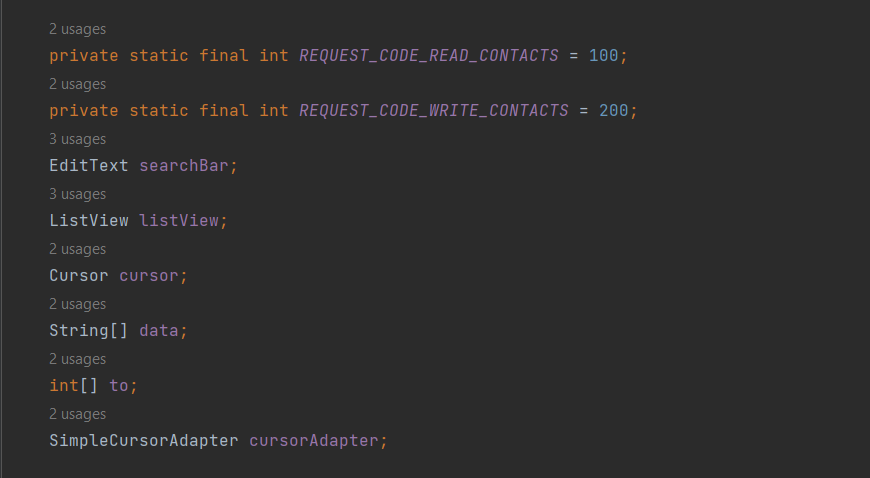 2 usages
private static final int REQUEST_CODE_READ_CONTACTS = 100;
2 usages
private static final int REQUEST_CODE_WRITE_CONTACTS = 200;
3 usages
EditText searchBar;
3 usages
ListView listView;
2 usages
Cursor cursor;
2 usages
String[] data;
2 usages
int[] to;
2 usages
SimpleCursorAdapter cursorAdapter;